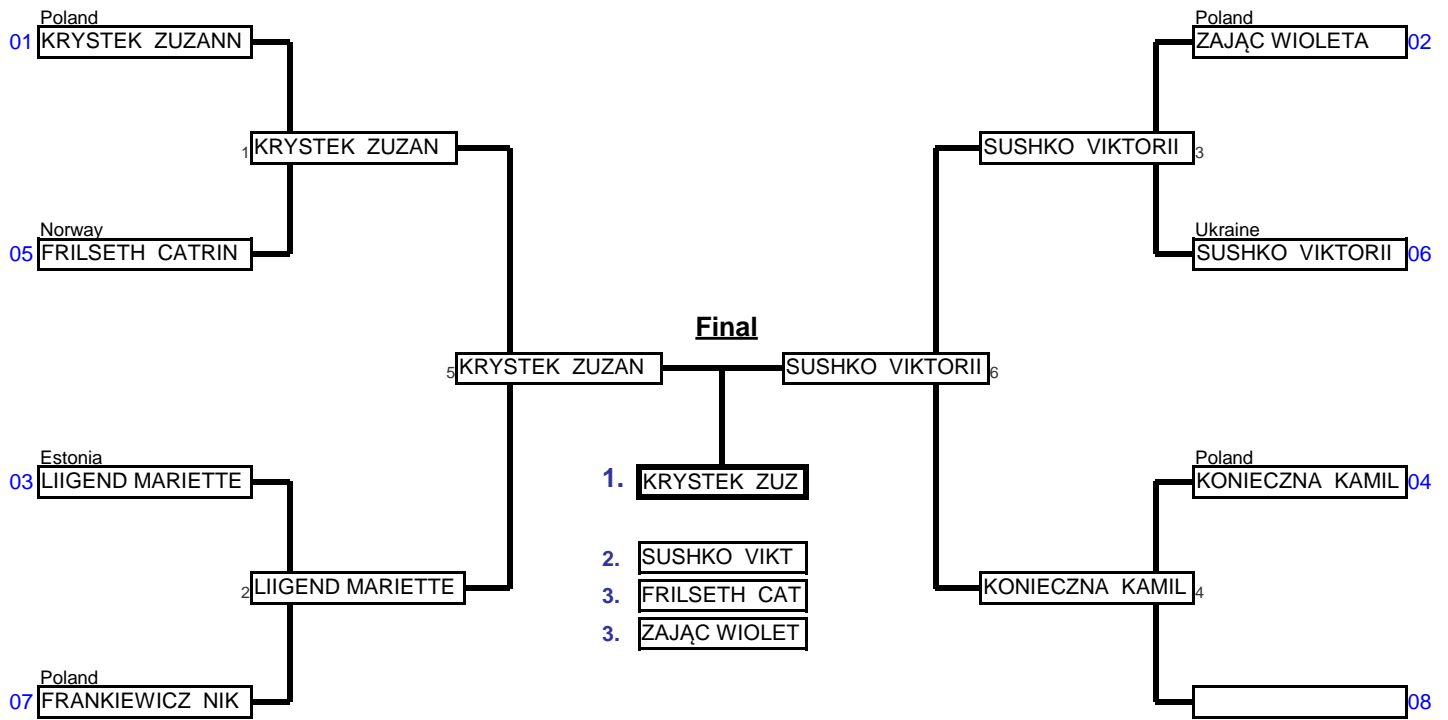 Poland
01 KRYSTEK ZUZANN
Poland
ZAJĄC WIOLETA 02
1 KRYSTEK ZUZAN
SUSHKO VIKTORII 3
Norway
05 FRILSETH CATRIN
Ukraine
SUSHKO VIKTORII 06
Final
5 KRYSTEK ZUZAN
SUSHKO VIKTORII 6
Estonia
03 LIIGEND MARIETTE
1. KRYSTEK ZUZ
Poland
KONIECZNA KAMIL 04
2. SUSHKO VIKT
2 LIIGEND MARIETTE
3. FRILSETH CAT
KONIECZNA KAMIL 4
3. ZAJĄC WIOLET
Poland
07 FRANKIEWICZ NIK
08